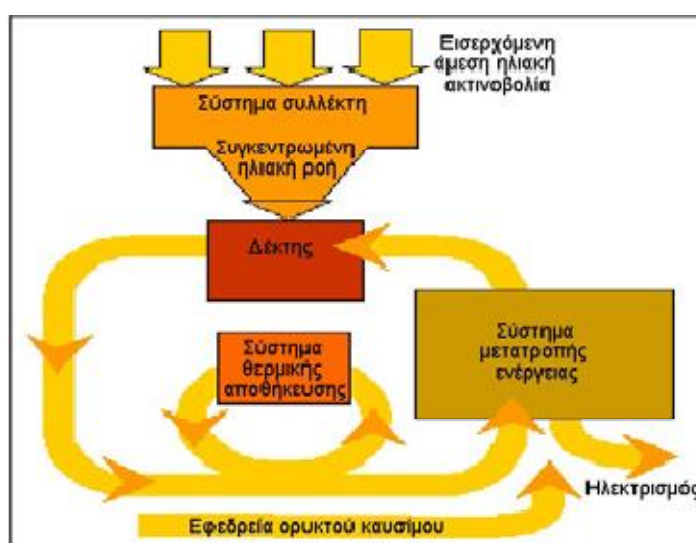 Εισερχόμενη
άμεση ηλιακή
ακτινοβολία
Σύστημα συλλέκτη
Συγκεντρωμένη
ηλιακή ροή
Δέκτης
Σύστημα
θερμικής
αποθήκευσης
Σύστημα
μετατροπής
ενέργειας
Ηλεκτρισμός
Εφεδρεία ορυκτού καυσίμου